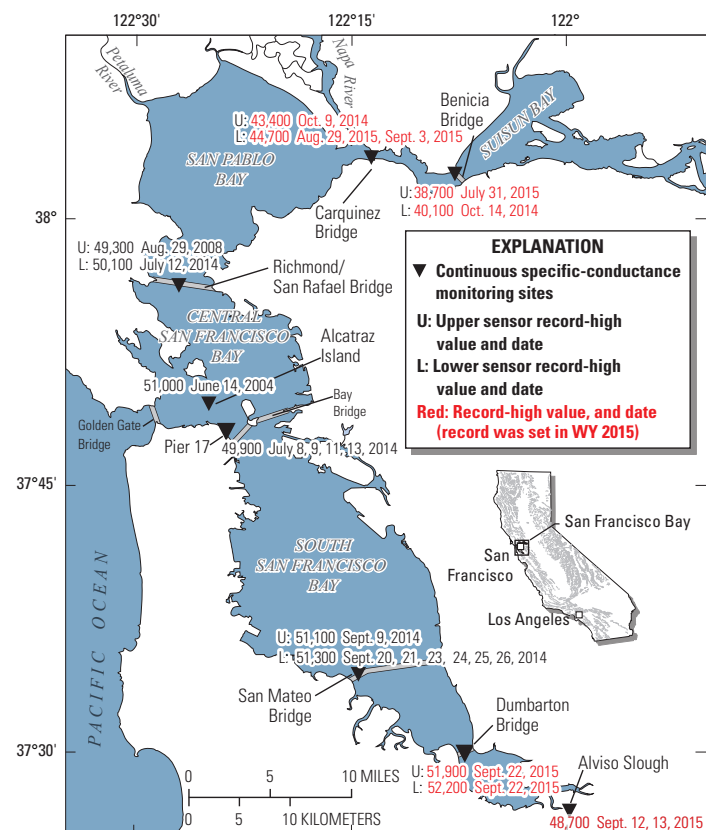 122°30'
122°15'
122°
Petaluma
River
Napa River
Benicia
Bridge
SUISUN BAY
U: 43,400 Oct. 9, 2014
L: 44,700 Aug. 29, 2015, Sept. 3, 2015
SAN PABLO
BAY
U: 38,700 July 31, 2015
L: 40,100 Oct. 14, 2014
Carquinez
Bridge
38°
U: 49,300 Aug. 29, 2008
L: 50,100 July 12, 2014
Richmond/
San Rafael Bridge
EXPLANATION
Continuous specific-conductance
monitoring sites
U: Upper sensor record-high
value and date
L: Lower sensor record-high
value and date
Red: Record-high value, and date
(record was set in WY 2015)
CENTRAL
SAN FRANCISCO
BAY
Alcatraz
Island
51,000 June 14, 2004
Bay
Bridge
Golden Gate
Bridge
Pier 17
49,900 July 8, 9, 11, 13, 2014
37°45'
San Francisco Bay
San
Francisco
Los Angeles
SOUTH
SAN FRANCISCO
BAY
PACIFIC OCEAN
U: 51,100 Sept. 9, 2014
L: 51,300 Sept. 20, 21, 23, 24, 25, 26, 2014
San Mateo
Bridge
Dumbarton
Bridge
37°30'
U: 51,900 Sept. 22, 2015
L: 52,200 Sept. 22, 2015
Alviso Slough
0 5 10 MILES
0 5 10 KILOMETERS
48,700 Sept. 12, 13, 2015